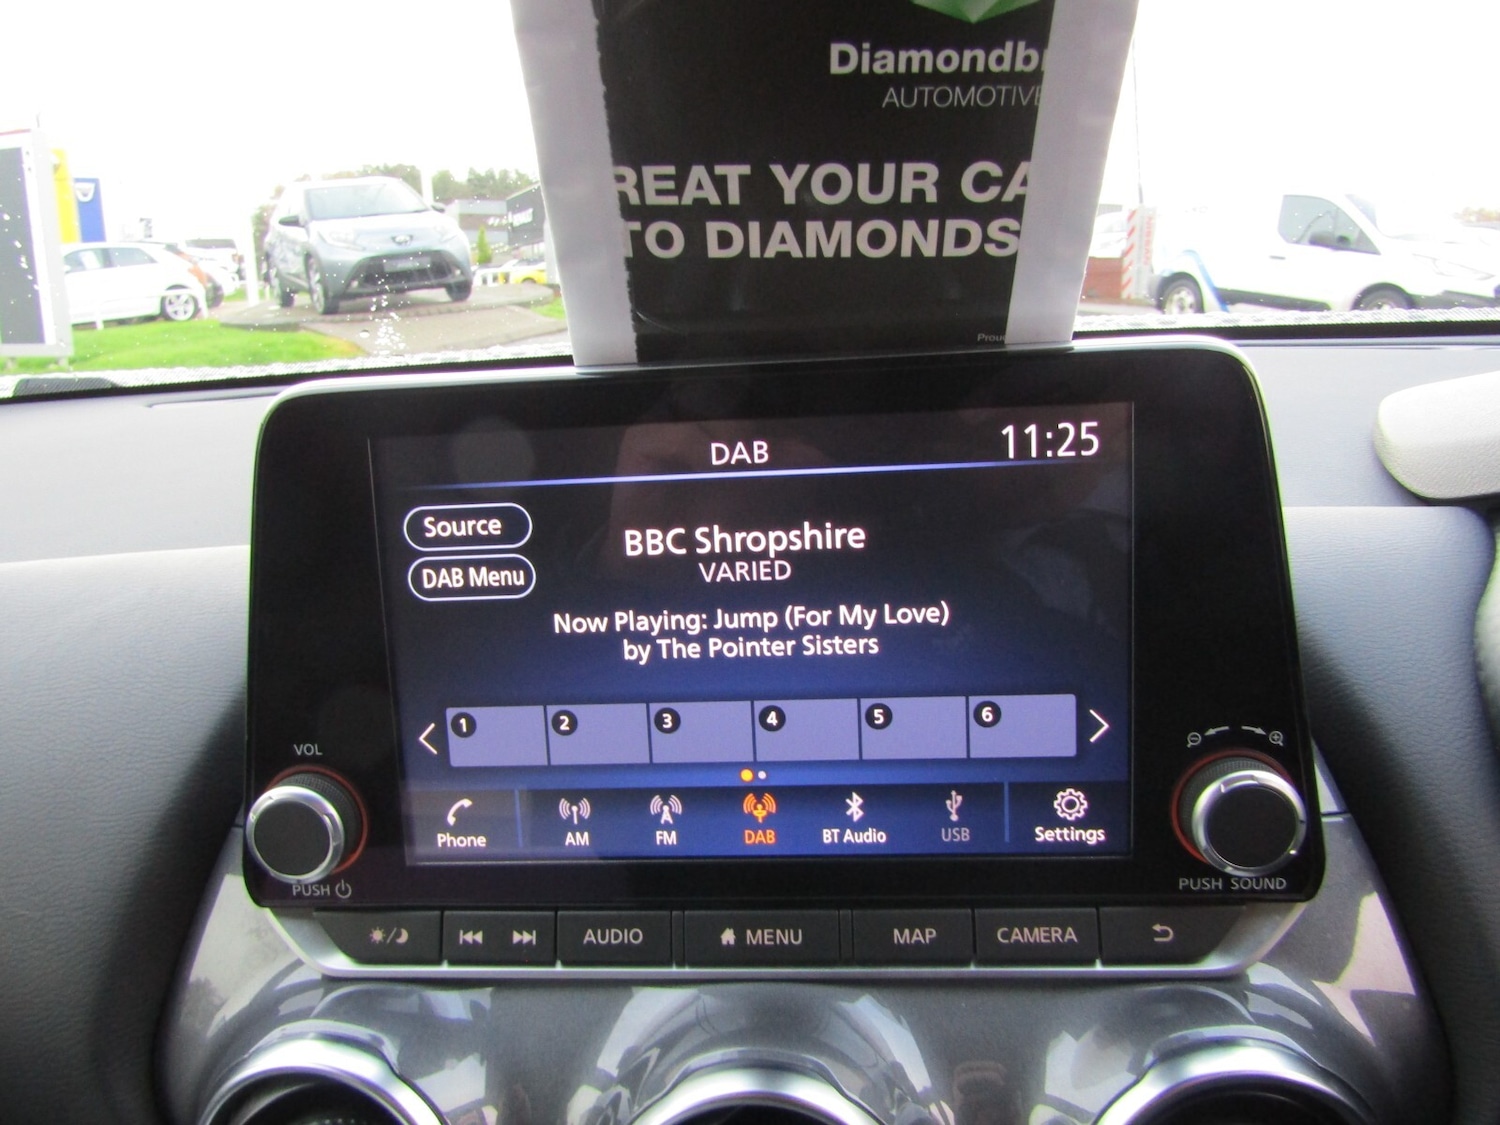 Diamondb
AUTOMOTIVE
REAT YOUR CA
TO DIAMONDS
Prou
DAB
11:25
Source
BBC Shropshire
VARIED
DAB Menu
Now Playing: Jump (For My Love)
by The Pointer Sisters
1 2 3 4 5 6
VOL
Phone AM FM DAB BT Audio USB Settings
PUSH
PUSH SOUND
AUDIO MENU MAP CAMERA